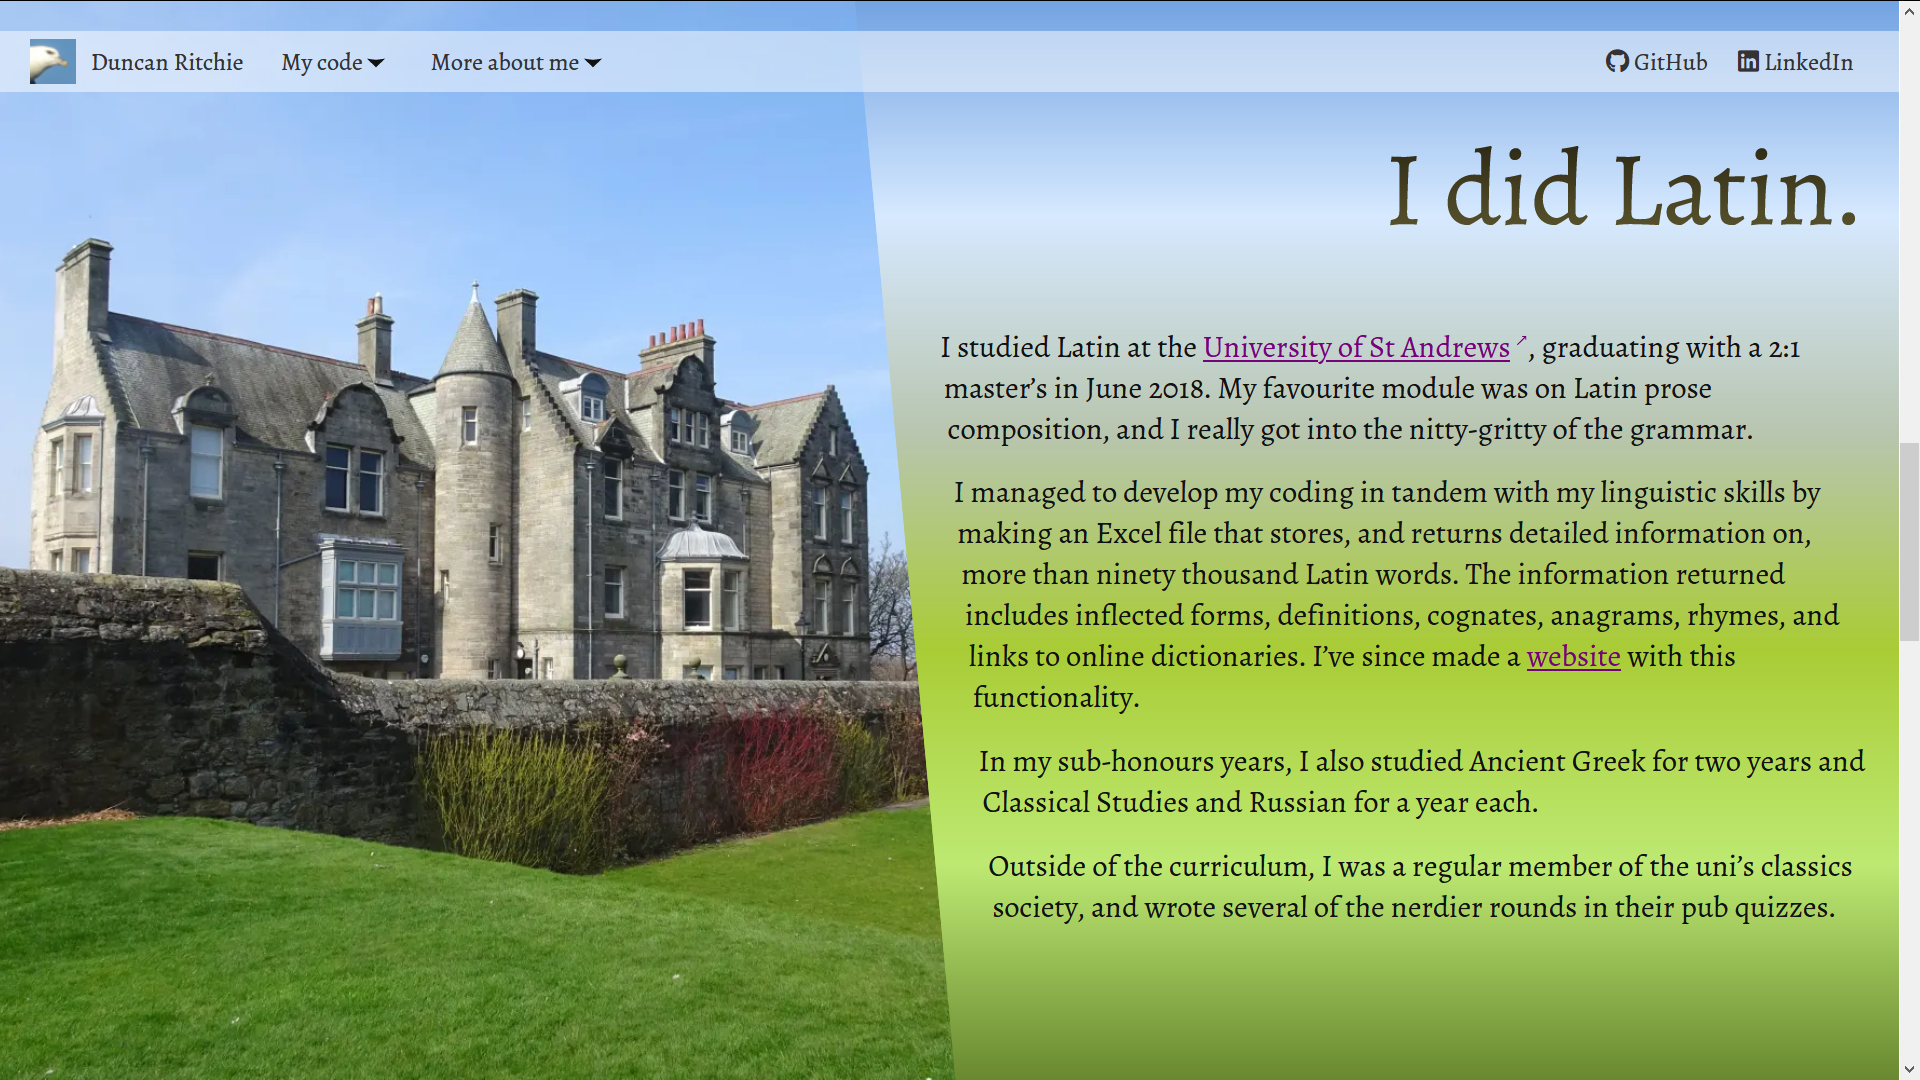 Duncan Ritchie
My code
More about me
GitHub
LinkedIn
I did Latin.
I studied Latin at the University of St Andrews ↗, graduating with a 2:1
master’s in June 2018. My favourite module was on Latin prose
composition, and I really got into the nitty-gritty of the grammar.
I managed to develop my coding in tandem with my linguistic skills by
making an Excel file that stores, and returns detailed information on,
more than ninety thousand Latin words. The information returned
includes inflected forms, definitions, cognates, anagrams, rhymes, and
links to online dictionaries. I’ve since made a website with this
functionality.
In my sub-honours years, I also studied Ancient Greek for two years and
Classical Studies and Russian for a year each.
Outside of the curriculum, I was a regular member of the uni’s classics
society, and wrote several of the nerdier rounds in their pub quizzes.